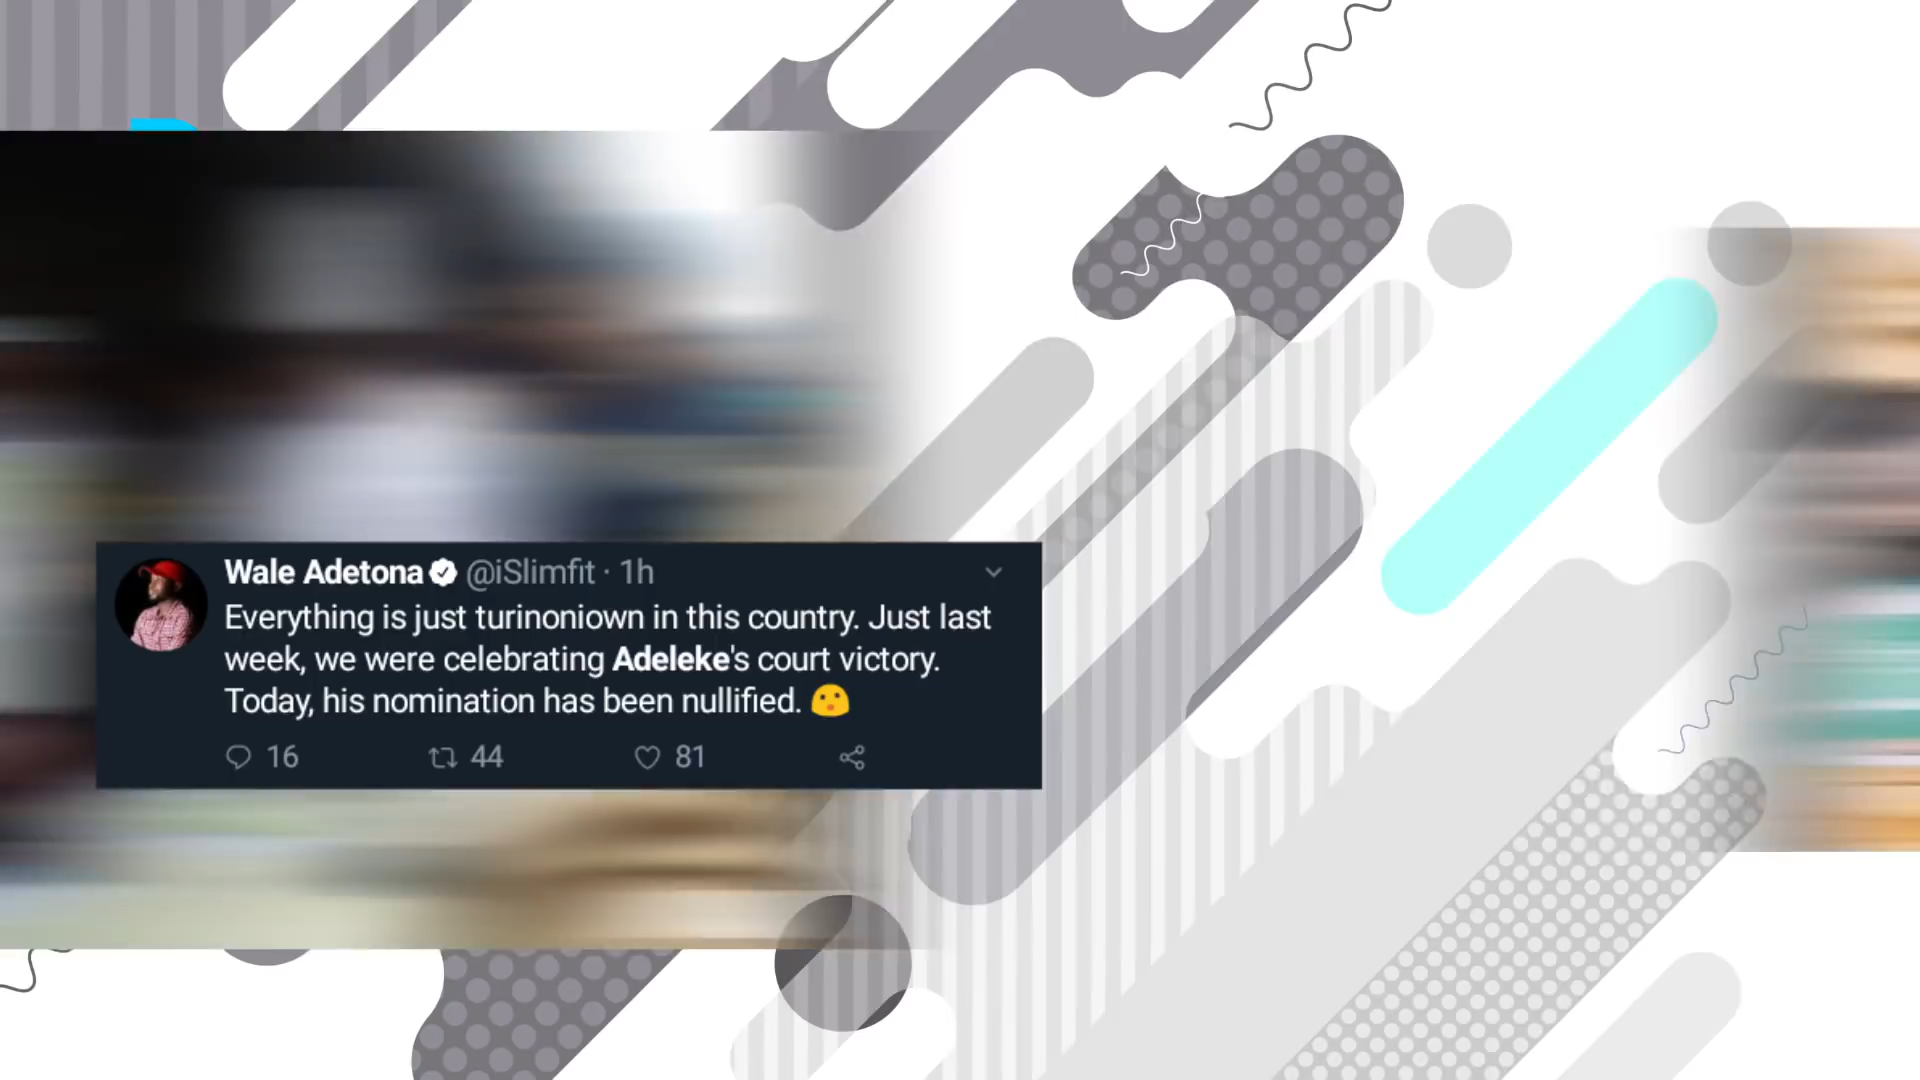 Wale Adetona @iSlimfit · 1h
Everything is just turinoniown in this country. Just last
week, we were celebrating Adeleke's court victory.
Today, his nomination has been nullified. 😮
16 44 81